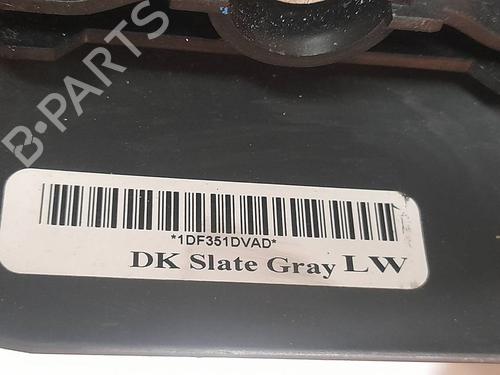 B-PARTS
*1DF351DVAD*
DK Slate Gray LW